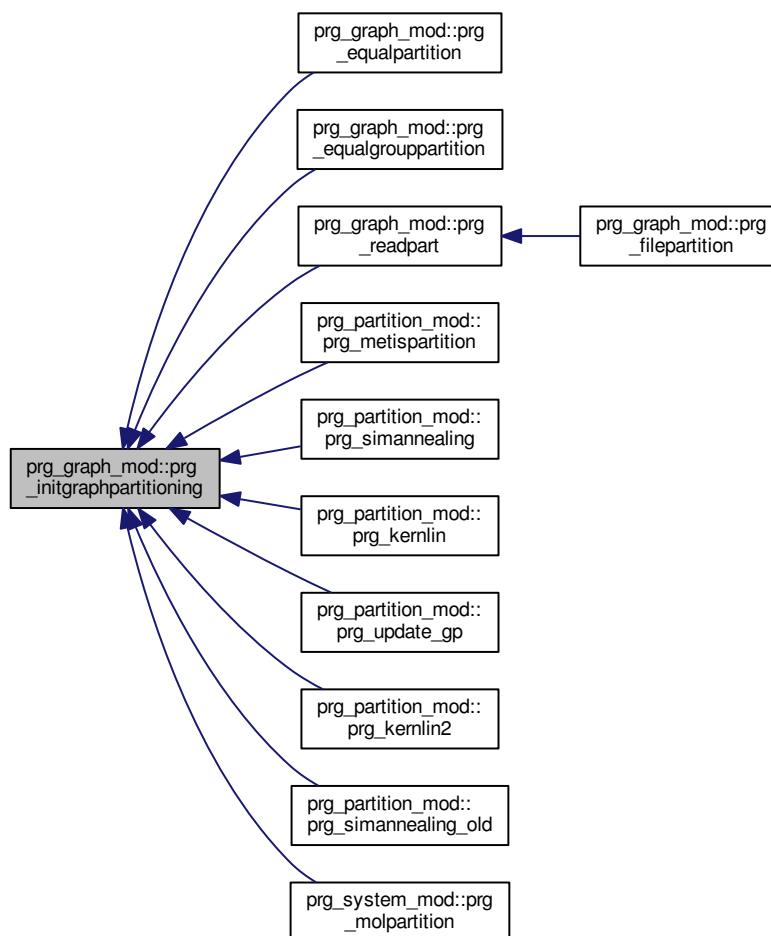 prg_graph_mod::prg
_equalpartition
prg_graph_mod::prg
_equalgrouppartition
prg_graph_mod::prg
_readpart
prg_graph_mod::prg
_filepartition
prg_partition_mod::
prg_metispartition
prg_partition_mod::
prg_simannealing
prg_graph_mod::prg
_initgraphpartitioning
prg_partition_mod::
prg_kernlin
prg_partition_mod::
prg_update_gp
prg_partition_mod::
prg_kernlin2
prg_partition_mod::
prg_simannealing_old
prg_system_mod::prg
_molpartition